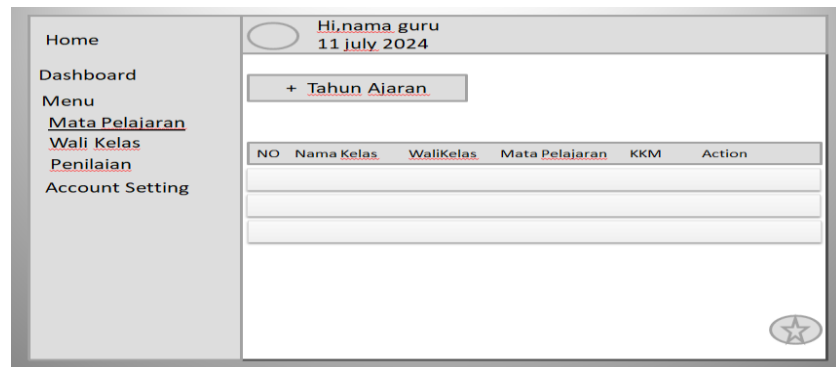 Home
Dashboard
Menu
Mata Pelajaran
Wali Kelas
Penilaian
Account Setting
Hi,nama guru
11 july 2024
+ Tahun Ajaran
NO Nama Kelas WaliKelas Mata Pelajaran KKM Action